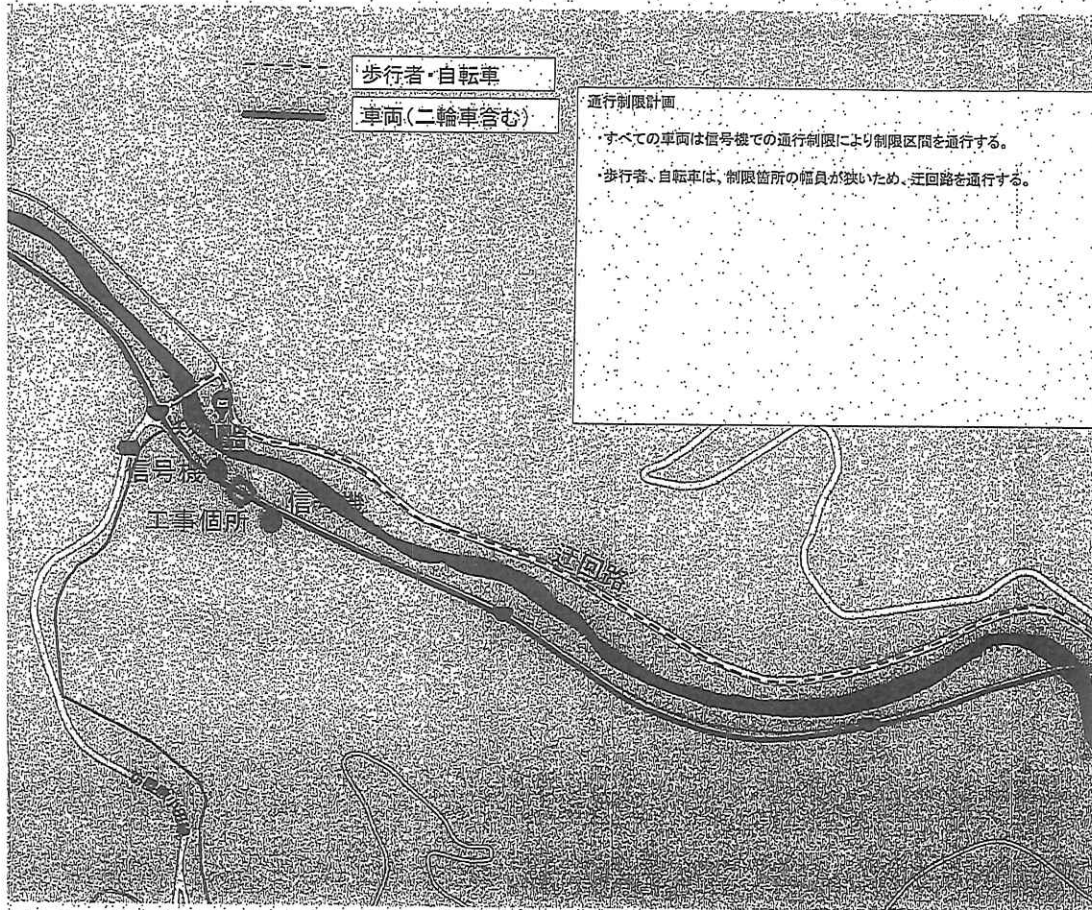 歩行者・自転車
車両(二輪車含む)
通行制限計画
・すべての車両は信号機での通行制限により制限区間を通行する。
・歩行者、自転車は、制限箇所の幅員が狭いため、迂回路を通行する。
信号機
信号機
工事個所
迂回路